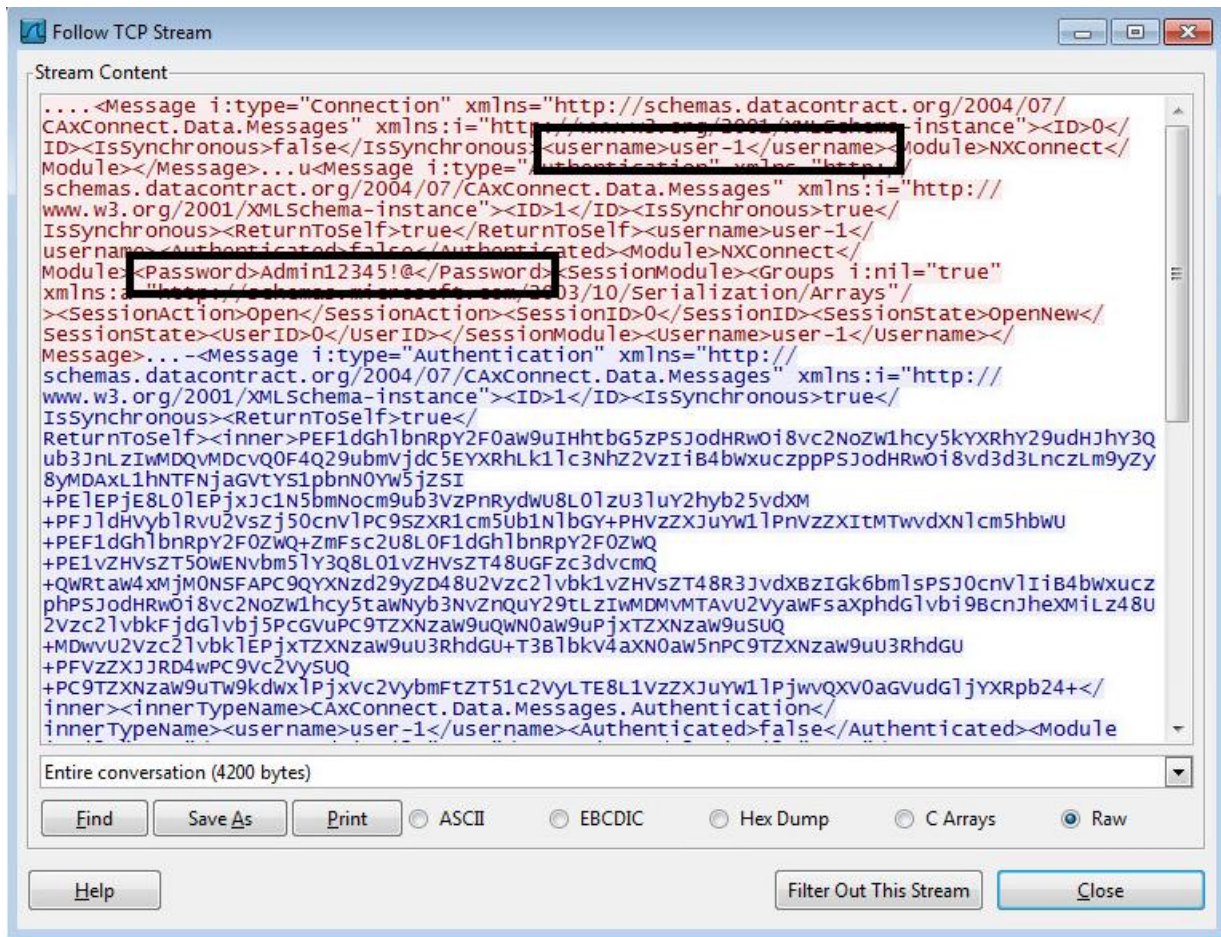 Follow TCP Stream
Stream Content
....<Message i:type="Connection" xmlns="http://schemas.datacontract.org/2004/07/
CAxConnect.Data.Messages" xmlns:i="http://www.w3.org/2001/XMLSchema-instance"><ID>0</
ID><IsSynchronous>false</IsSynchronous><username>user-1</username><Module>NXConnect</
Module></Message>...u<Message i:type="Authentication" xmlns="http://
schemas.datacontract.org/2004/07/CAxConnect.Data.Messages" xmlns:i="http://
www.w3.org/2001/XMLSchema-instance"><ID>1</ID><IsSynchronous>true</
IsSynchronous><ReturnToSelf>true</ReturnToSelf><username>user-1</
username><Authenticated>false</Authenticated><Module>NXConnect</
Module><Password>Admin12345!@</Password><SessionModule><Groups i:nil="true"
xmlns:a="http://schemas.microsoft.com/2003/10/Serialization/Arrays"/
><SessionAction>Open</SessionAction><SessionID>0</SessionID><SessionState>OpenNew</
SessionState><UserID>0</UserID></SessionModule><Username>user-1</Username></
Message>...-<Message i:type="Authentication" xmlns="http://
schemas.datacontract.org/2004/07/CAxConnect.Data.Messages" xmlns:i="http://
www.w3.org/2001/XMLSchema-instance"><ID>1</ID><IsSynchronous>true</
IsSynchronous><ReturnToSelf>true</
ReturnToSelf><inner>PEF1dGhlbnRpY2F0aW9uIHhtbG5zPSJodHRwOi8vc2NoZW1hcy5kYXRhY29udHJhY3Q
ub3JnLzIwMDQvMDcvQ0F4Q29ubmVjdC5EYXRhLk1lc3NhZ2VzIiB4bWxuczppPSJodHRwOi8vd3d3LnczLm9yZy
8yMDAxL1hNTFNjaGVtYS1pbnN0YW5jZSI
+PElEPjE8L0lEPjxJc1N5bmNocm9ub3VzPnRydWU8L0lzU3luY2hyb25vdXM
+PFJldHVyblRvU2VsZj50cnVlPC9SZXR1cm5Ub1NlbGY+PHVzZXJuYW1lPnVzZXItMTwvdXNlcm5hbWU
+PEF1dGhlbnRpY2F0ZWQ+ZmFsc2U8L0F1dGhlbnRpY2F0ZWQ
+PE1vZHVsZT5OWENvbm5lY3Q8L01vZHVsZT48UGFzc3dvcmQ
+QWRtaW4xMjM0NSFAPC9QYXNzd29yZD48U2Vzc2lvbk1vZHVsZT48R3JvdXBzIGk6bmlsPSJ0cnVlIiB4bWxucz
phPSJodHRwOi8vc2NoZW1hcy5taWNyb3NvZnQuY29tLzIwMDMvMTAvU2VyaWFsaXphdGlvbi9BcnJheXMiLz48U
2Vzc2lvbkFjdGlvbj5PcGVuPC9TZXNzaW9uQWN0aW9uPjxTZXNzaW9uSUQ
+MDwvU2Vzc2lvbklEPjxTZXNzaW9uU3RhdGU+T3BlbkV4aXN0aW5nPC9TZXNzaW9uU3RhdGU
+PFVzZXJJRD4wPC9Vc2VySUQ
+PC9TZXNzaW9uTW9kdWxlPjxVc2VybmFtZT51c2VyLTE8L1VzZXJuYW1lPjwvQXV0aGVudGljYXRpb24+</
inner><innerTypeName>CAxConnect.Data.Messages.Authentication</
innerTypeName><username>user-1</username><Authenticated>false</Authenticated><Module
Entire conversation (4200 bytes)
Find Save As Print ASCII EBCDIC Hex Dump C Arrays Raw
Help Filter Out This Stream Close